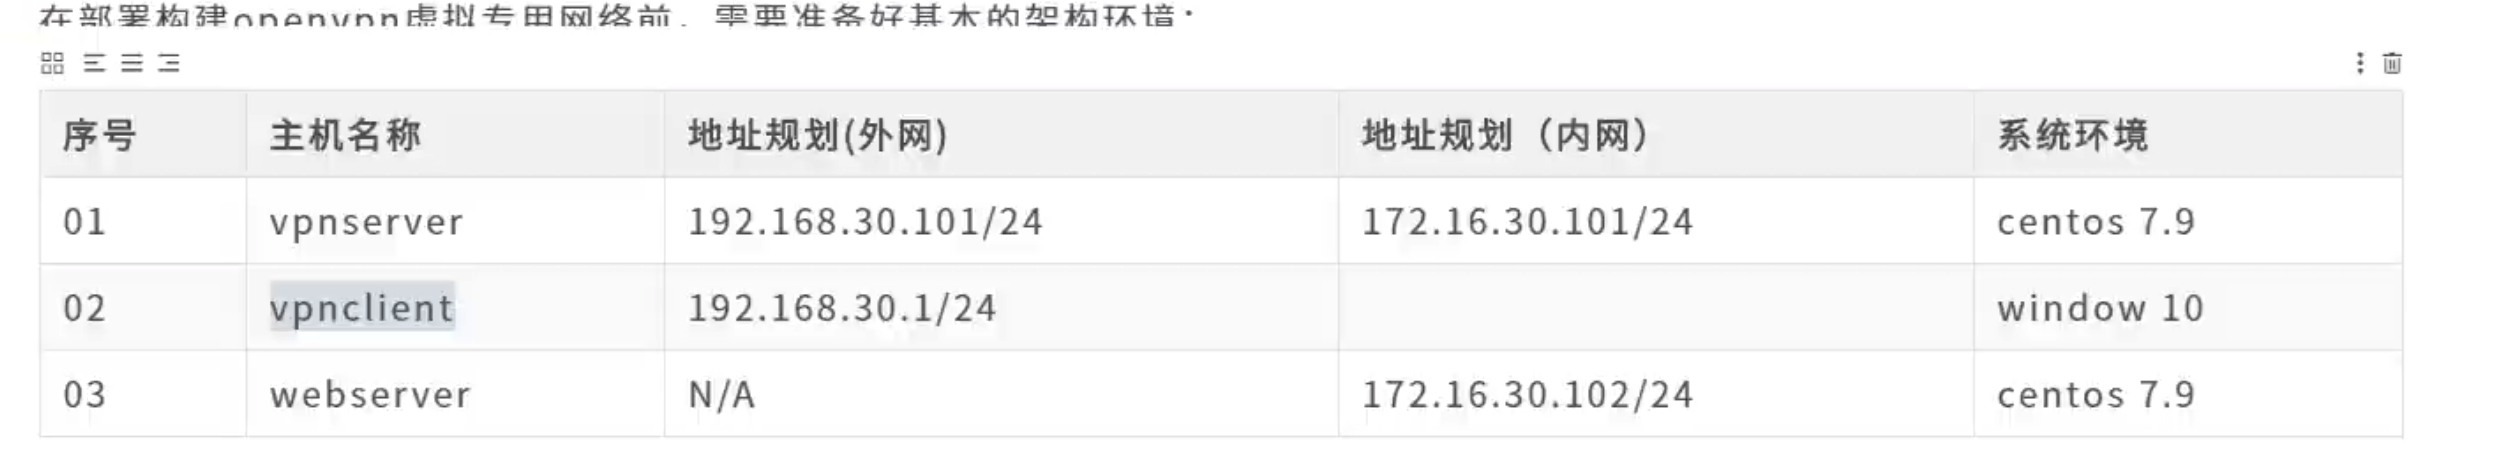 在部署构建openvpn虚拟专用网络前，需要准备好基本的架构环境：
序号 主机名称 地址规划(外网) 地址规划（内网） 系统环境
01 vpnserver 192.168.30.101/24 172.16.30.101/24 centos 7.9
02 vpnclient 192.168.30.1/24 window 10
03 webserver N/A 172.16.30.102/24 centos 7.9